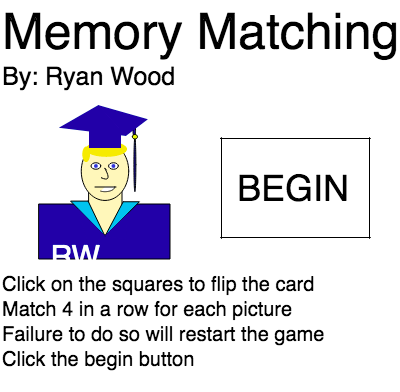 Memory Matching
By: Ryan Wood
BEGIN
RW
Click on the squares to flip the card
Match 4 in a row for each picture
Failure to do so will restart the game
Click the begin button